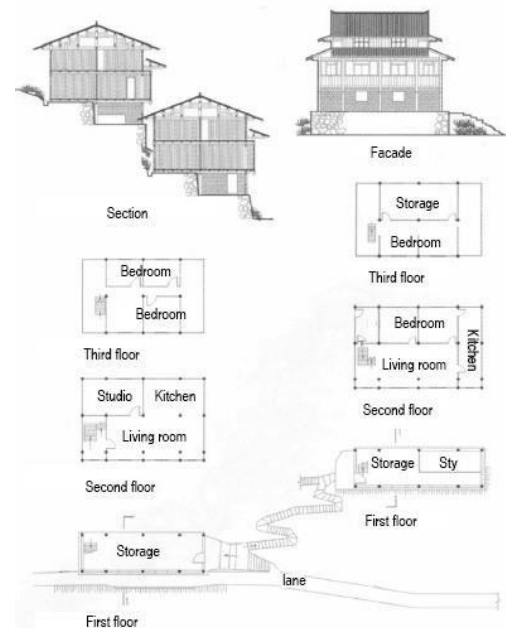 Section
Facade
Storage
Bedroom
Third floor
Bedroom
Bedroom
Third floor
Bedroom
Kitchen
Living room
Second floor
Studio
Kitchen
Living room
Second floor
Storage
Sty
First floor
Storage
lane
First floor